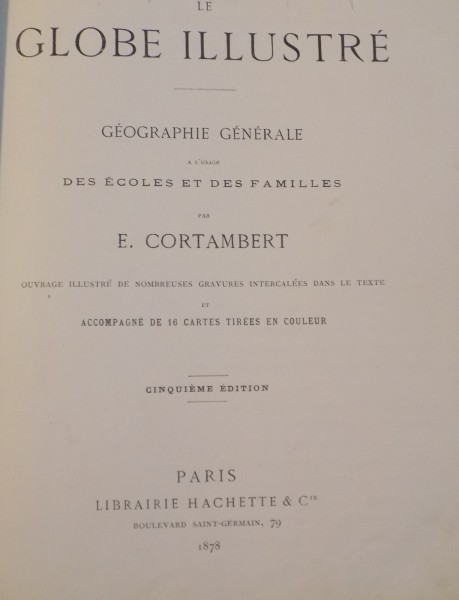 LE
GLOBE ILLUSTRÉ
GÉOGRAPHIE GÉNÉRALE
A L'USAGE
DES ÉCOLES ET DES FAMILLES
PAR
E. CORTAMBERT
OUVRAGE ILLUSTRÉ DE NOMBREUSES GRAVURES INTERCALÉES DANS LE TEXTE
ET
ACCOMPAGNÉ DE 16 CARTES TIRÉES EN COULEUR
CINQUIÈME ÉDITION
PARIS
LIBRAIRIE HACHETTE & Cie
BOULEVARD SAINT-GERMAIN, 79
1878